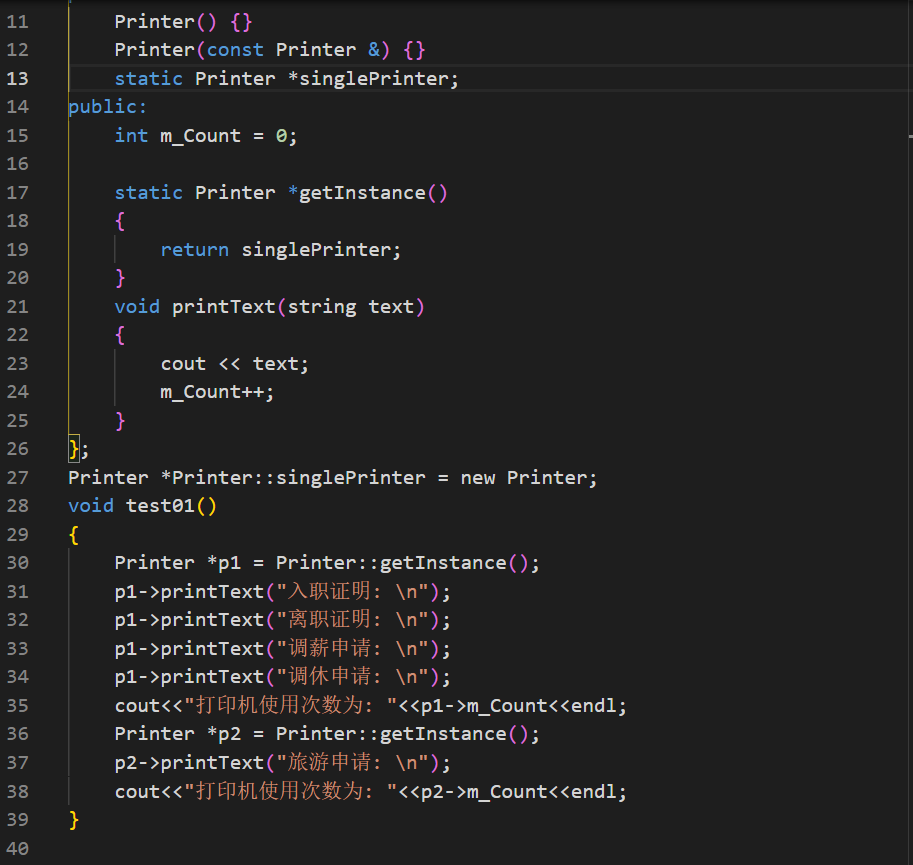 11 Printer() {}
12 Printer(const Printer &) {}
13 static Printer *singlePrinter;
14 public:
15 int m_Count = 0;
16
17 static Printer *getInstance()
18 {
19 return singlePrinter;
20 }
21 void printText(string text)
22 {
23 cout << text;
24 m_Count++;
25 }
26 };
27 Printer *Printer::singlePrinter = new Printer;
28 void test01()
29 {
30 Printer *p1 = Printer::getInstance();
31 p1->printText("入职证明: \n");
32 p1->printText("离职证明: \n");
33 p1->printText("调薪申请: \n");
34 p1->printText("调休申请: \n");
35 cout<<"打印机使用次数为: "<<p1->m_Count<<endl;
36 Printer *p2 = Printer::getInstance();
37 p2->printText("旅游申请: \n");
38 cout<<"打印机使用次数为: "<<p2->m_Count<<endl;
39 }
40